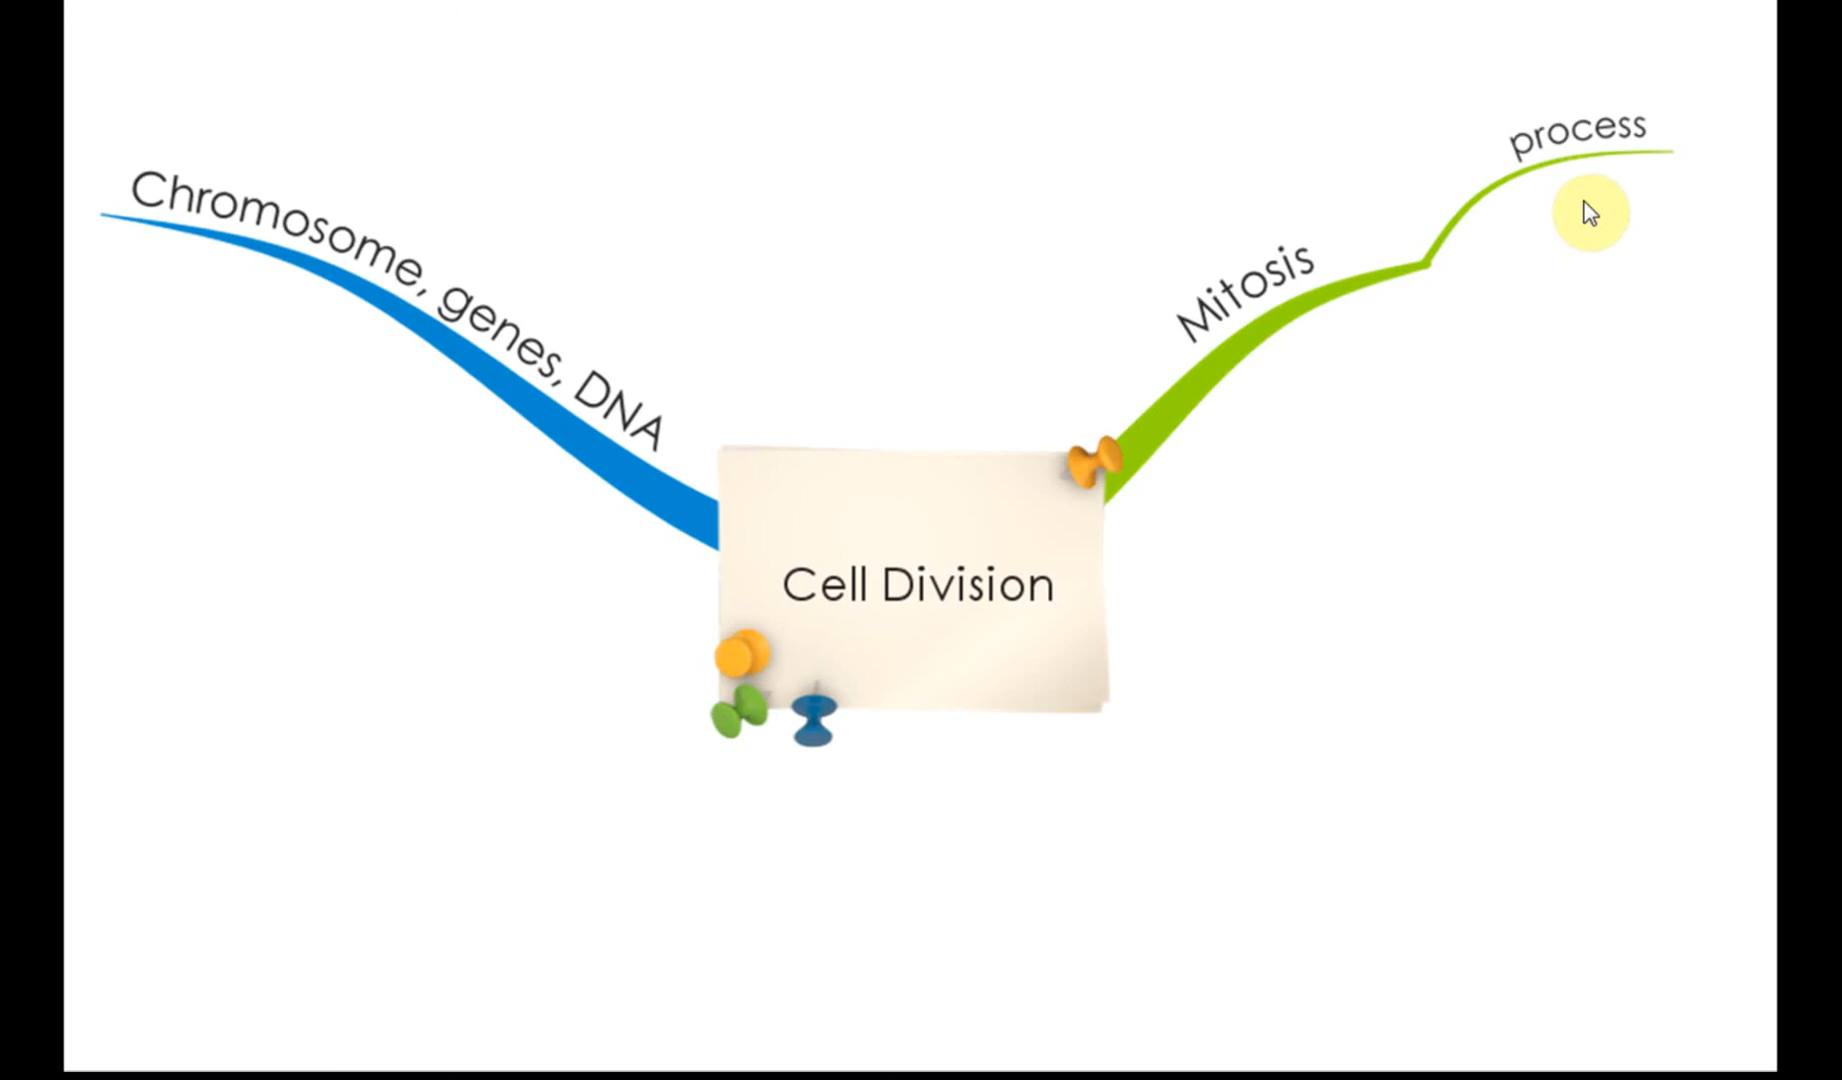 process
Chromosome, genes, DNA
Mitosis
Cell Division